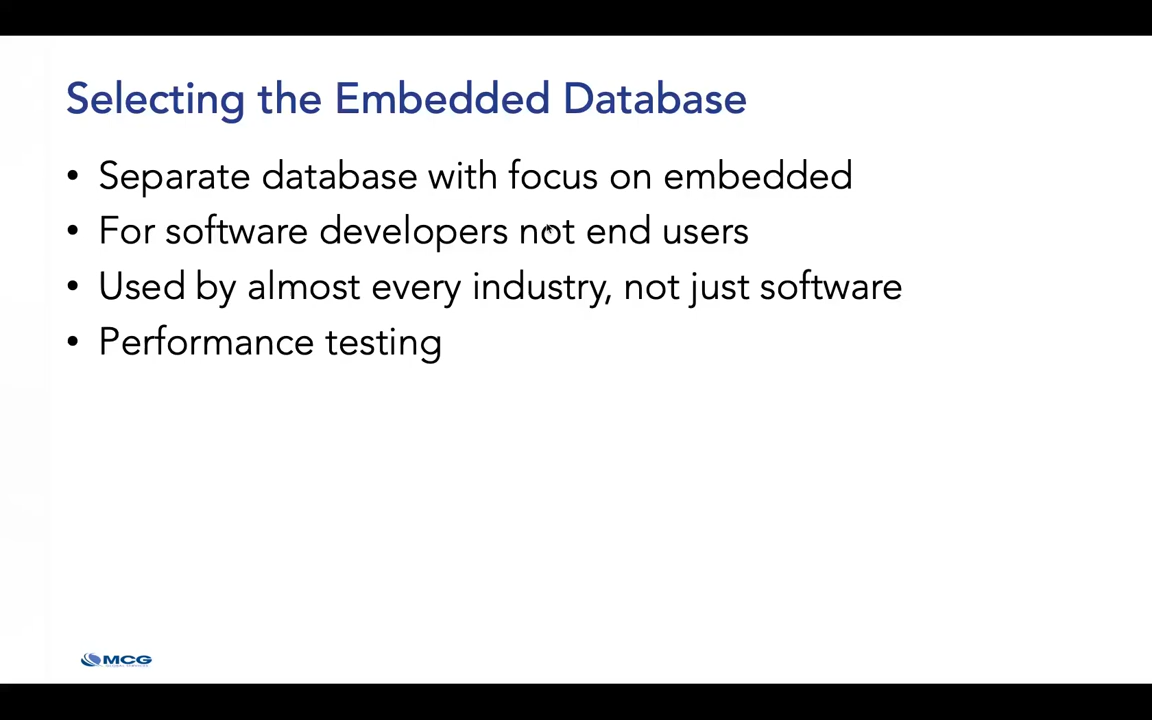 Selecting the Embedded Database
• Separate database with focus on embedded
• For software developers not end users
• Used by almost every industry, not just software
• Performance testing
MCG